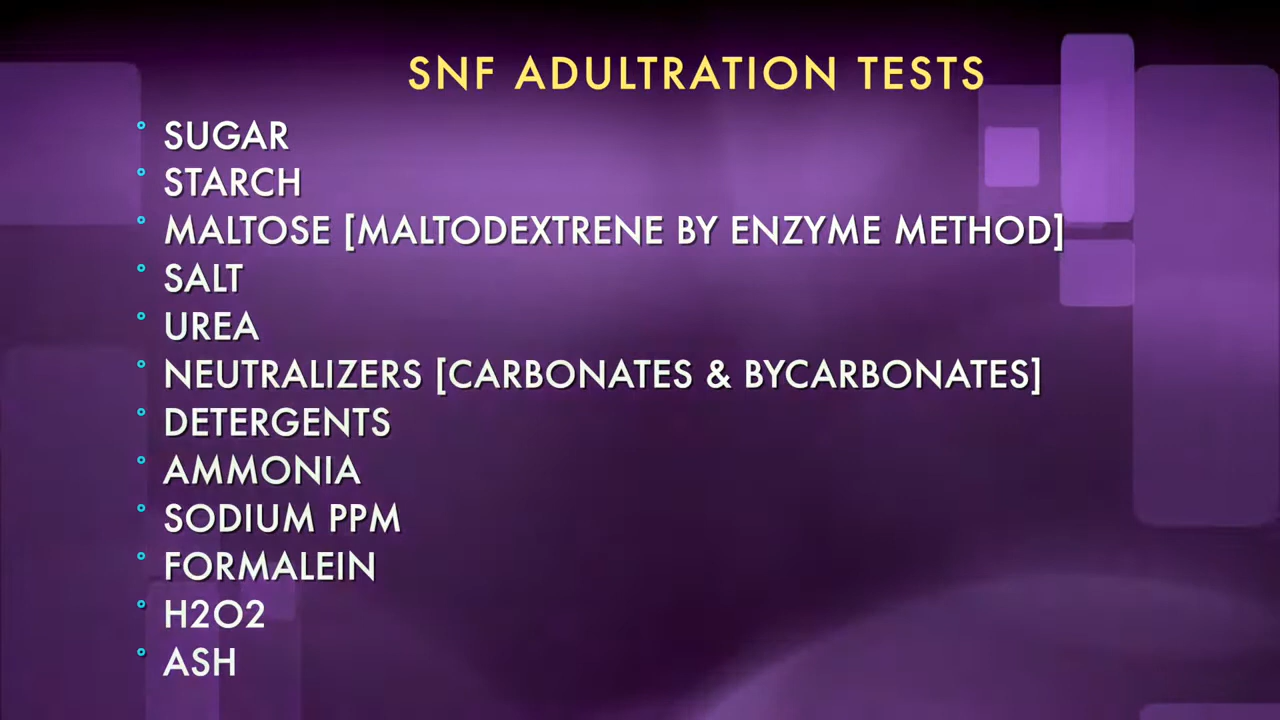 SNF ADULTRATION TESTS
SUGAR
STARCH
MALTOSE [MALTODEXTRENE BY ENZYME METHOD]
SALT
UREA
NEUTRALIZERS [CARBONATES & BYCARBONATES]
DETERGENTS
AMMONIA
SODIUM PPM
FORMALEIN
H2O2
ASH